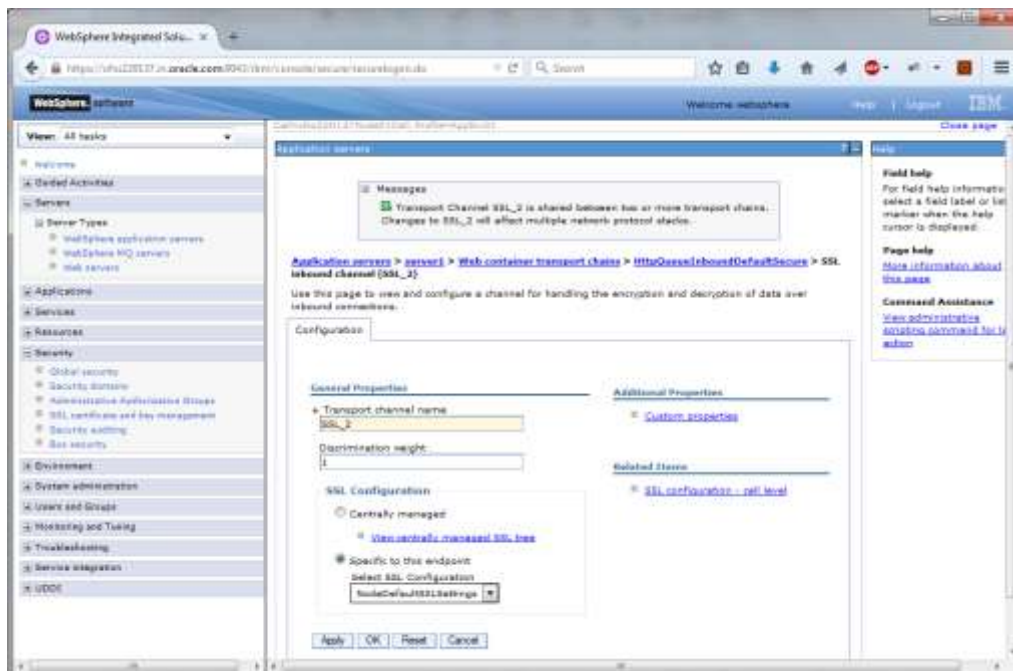 WebSphere Integrated Solu...
Search
WebSphere. software
Welcome websphere
Help | Logout
IBM
View: All tasks
Close page
Welcome
Guided Activities
Servers
Server Types
WebSphere application servers
WebSphere MQ servers
Web servers
Applications
Services
Resources
Security
Global security
Security domains
Administrative Authorization Groups
SSL certificate and key management
Security auditing
Bus security
Environment
System administration
Users and Groups
Monitoring and Tuning
Troubleshooting
Service integration
UDDI
Application servers
Messages
Transport Channel SSL_2 is shared between two or more transport chains.
Changes to SSL_2 will affect multiple network protocol stacks.
Application servers > server1 > Web container transport chains > HttpQueueInboundDefaultSecure > SSL
inbound channel (SSL_2)
Use this page to view and configure a channel for handling the encryption and decryption of data over
inbound connections.
Configuration
General Properties
Transport channel name
SSL_2
Discrimination weight
1
SSL Configuration
Centrally managed
View centrally managed SSL tree
Specific to this endpoint
Select SSL Configuration
NodeDefaultSSLSettings
Apply OK Reset Cancel
Additional Properties
Custom properties
Related Items
SSL configuration - cell level
Help
Field help
For field help informatio
select a field label or list
marker when the help
cursor is displayed.
Page help
More information about
this page
Command Assistance
View administrative
scripting command for la
action